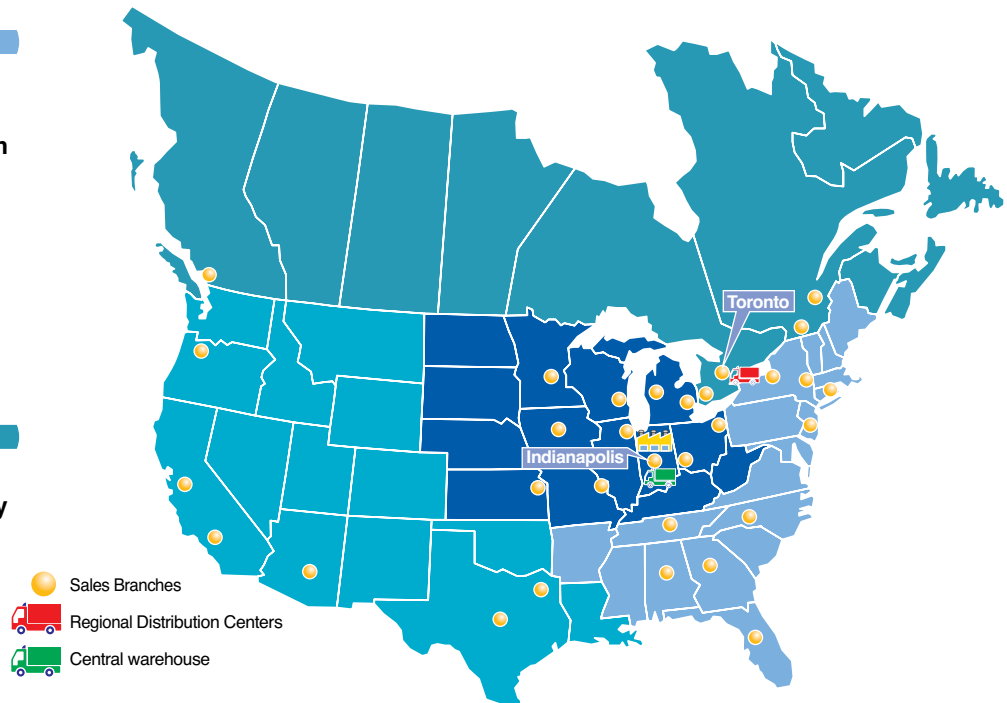 n
y
Toronto
Indianapolis
Sales Branches
Regional Distribution Centers
Central warehouse